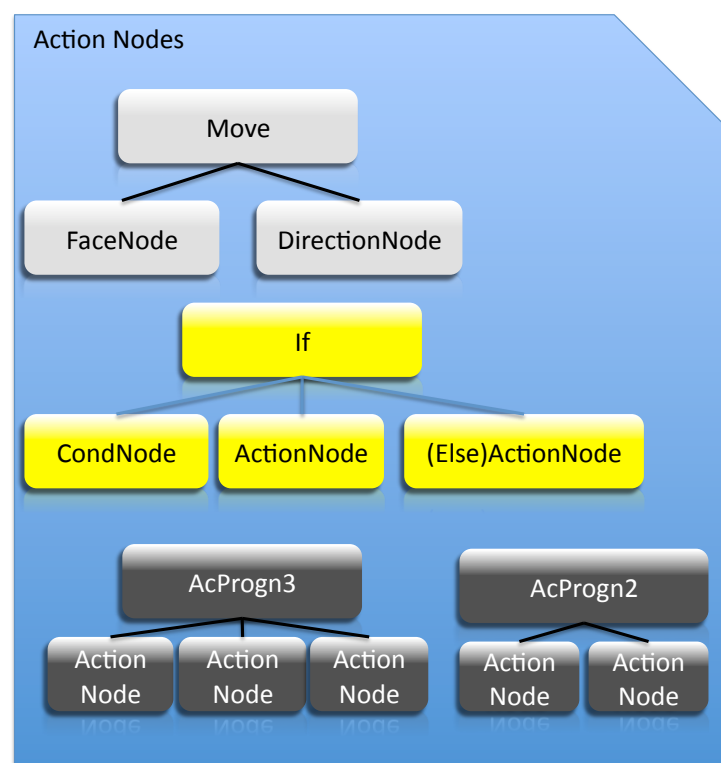 Action Nodes
Move
FaceNode
DirectionNode
If
CondNode
ActionNode
(Else)ActionNode
AcProgn3
Action
Node
Action
Node
Action
Node
AcProgn2
Action
Node
Action
Node